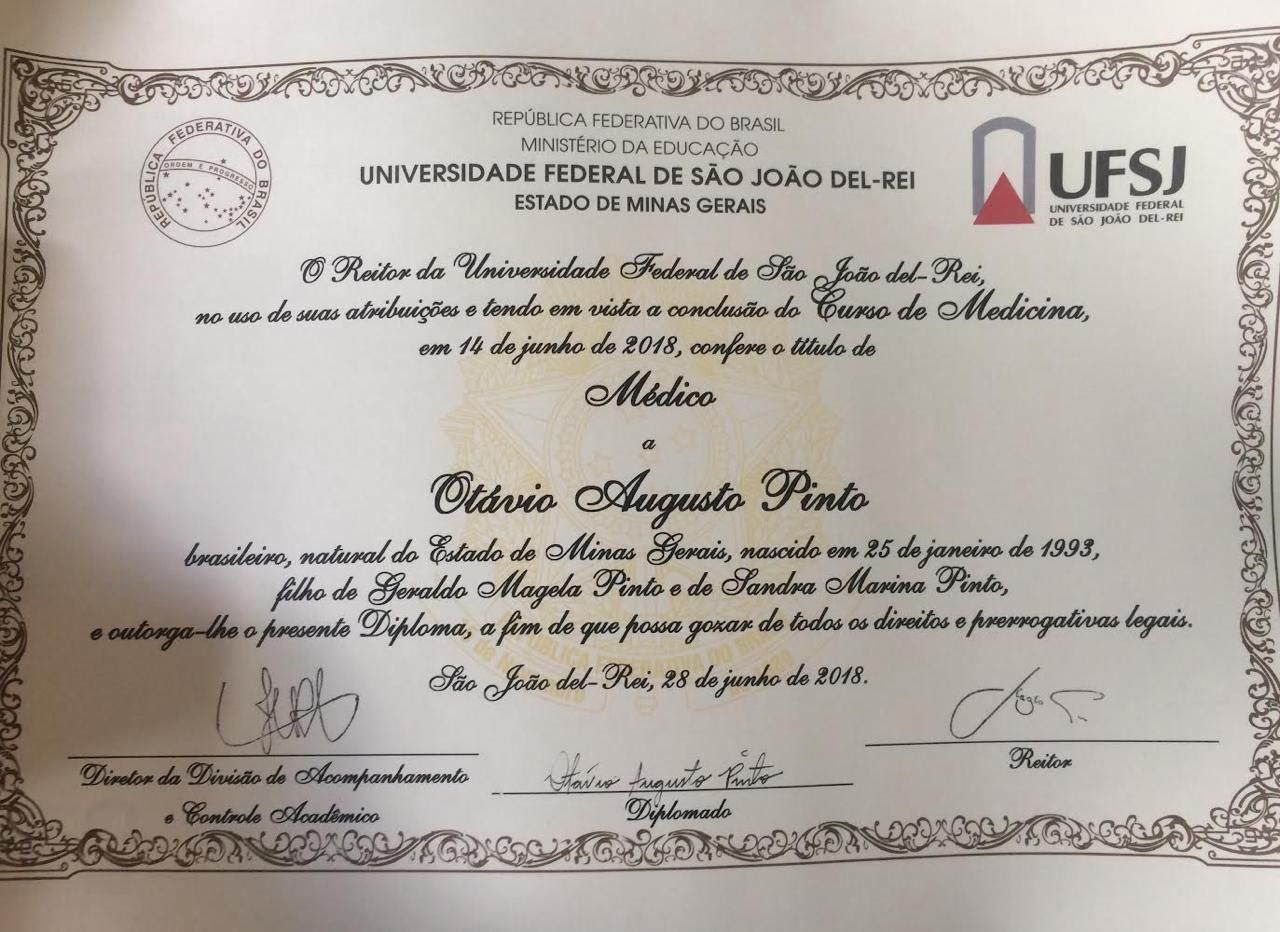 REPÚBLICA FEDERATIVA DO BRASIL
ORDEM E PROGRESSO
REPÚBLICA FEDERATIVA DO BRASIL
MINISTÉRIO DA EDUCAÇÃO
UNIVERSIDADE FEDERAL DE SÃO JOÃO DEL-REI
ESTADO DE MINAS GERAIS
UFSJ
UNIVERSIDADE FEDERAL
DE SÃO JOÃO DEL-REI
O Reitor da Universidade Federal de São João del-Rei,
no uso de suas atribuições e tendo em vista a conclusão do Curso de Medicina,
em 14 de junho de 2018, confere o título de
Médico
a
Otávio Augusto Pinto
brasileiro, natural do Estado de Minas Gerais, nascido em 25 de janeiro de 1993,
filho de Geraldo Magela Pinto e de Sandra Marina Pinto,
e outorga-lhe o presente Diploma, a fim de que possa gozar de todos os direitos e prerrogativas legais.
São João del-Rei, 28 de junho de 2018.
Diretor da Divisão de Acompanhamento
e Controle Acadêmico
Otávio Augusto Pinto
Diplomado
Reitor